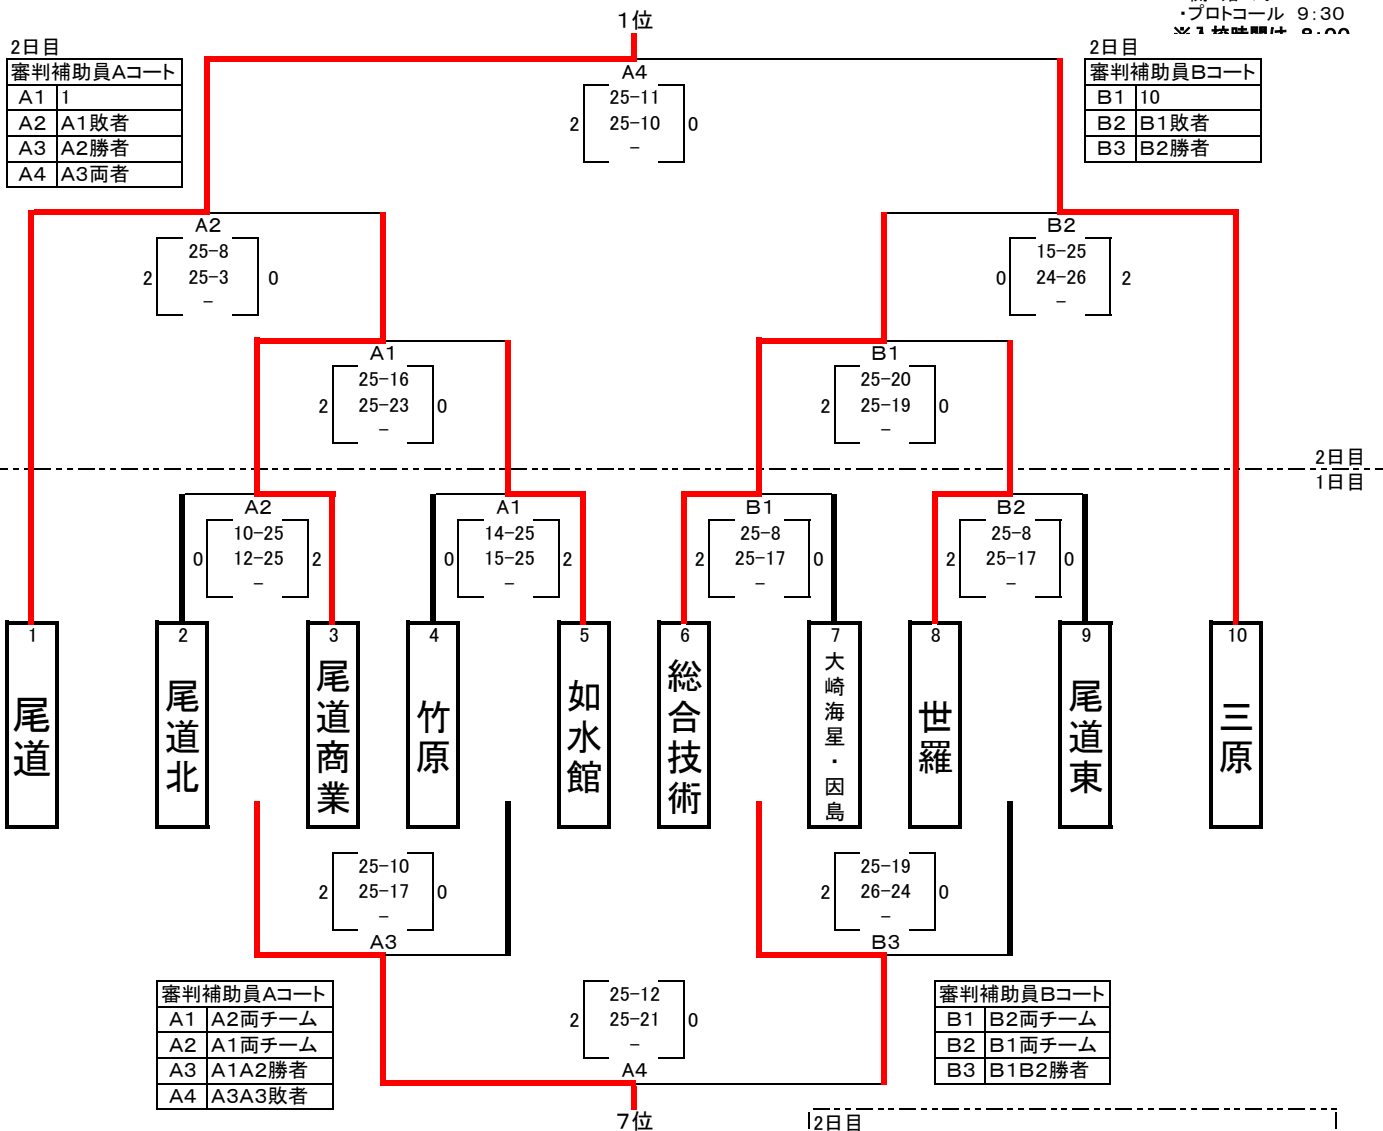 1位
・プロトコール 9:30
2日目
審判補助員Aコート
A1 1
A2 A1敗者
A3 A2勝者
A4 A3両者
A4
25-11
2 25-10 0
-
2日目
審判補助員Bコート
B1 10
B2 B1敗者
B3 B2勝者
A2
25-8
2 25-3 0
-
B2
15-25
0 24-26 2
-
A1
25-16
2 25-23 0
-
B1
25-20
2 25-19 0
-
2日目
1日目
A2
10-25
0 12-25 2
-
A1
14-25
0 15-25 2
-
B1
25-8
2 25-17 0
-
B2
25-8
2 25-17 0
-
1 尾道
2 尾道北
3 尾道商業
4 竹原
5 如水館
6 総合技術
7 大崎海星・因島
8 世羅
9 尾道東
10 三原
25-10
2 25-17 0
-
A3
25-19
2 26-24 0
-
B3
審判補助員Aコート
A1 A2両チーム
A2 A1両チーム
A3 A1A2勝者
A4 A3A3敗者
25-12
2 25-21 0
-
A4
7位
審判補助員Bコート
B1 B2両チーム
B2 B1両チーム
B3 B1B2勝者
2日目